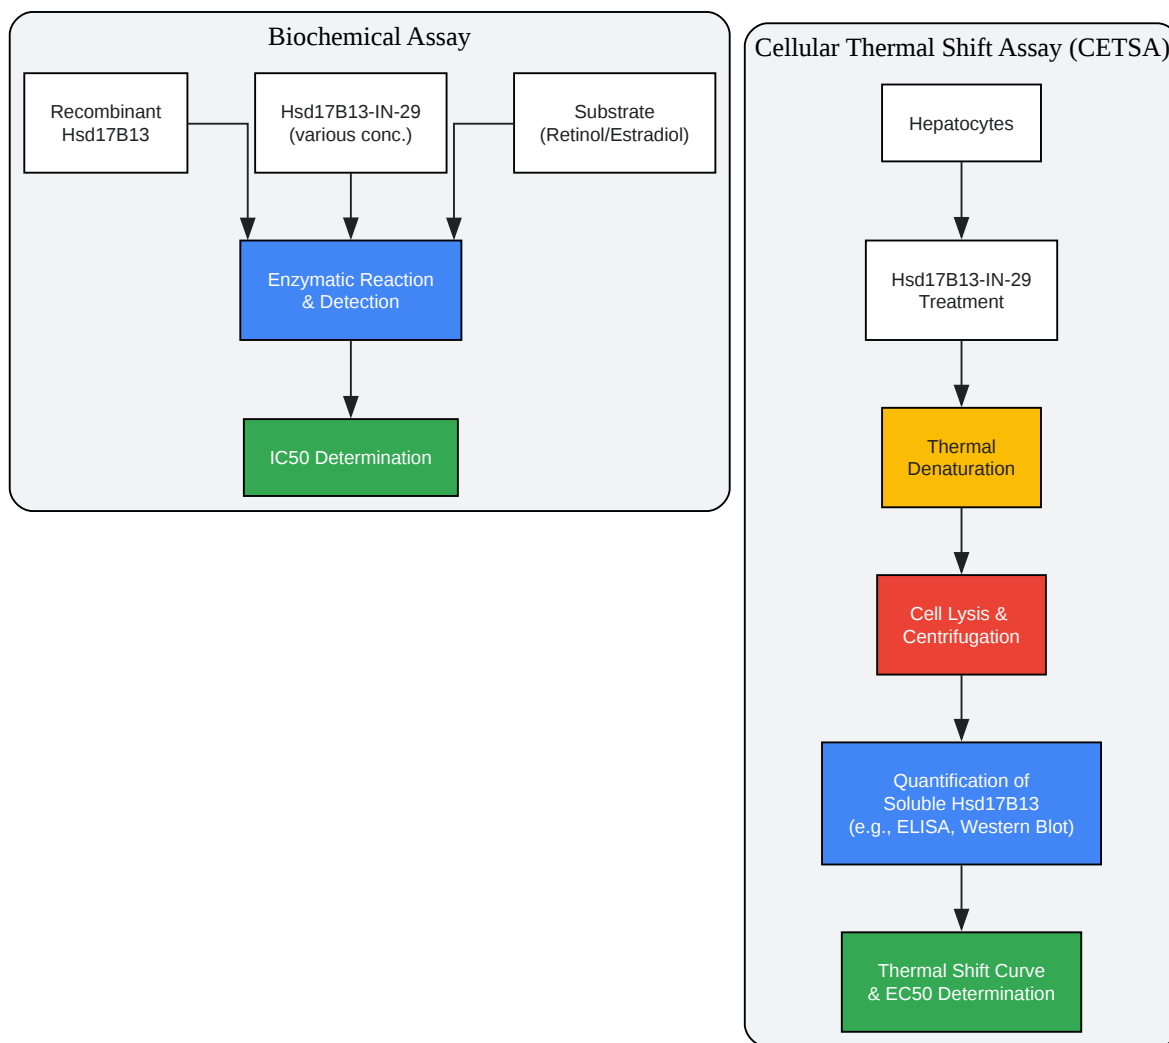 Biochemical Assay
Recombinant
Hsd17B13
Hsd17B13-IN-29
(various conc.)
Substrate
(Retinol/Estradiol)
Enzymatic Reaction
& Detection
IC50 Determination
Cellular Thermal Shift Assay (CETSA)
Hepatocytes
Hsd17B13-IN-29
Treatment
Thermal
Denaturation
Cell Lysis &
Centrifugation
Quantification of
Soluble Hsd17B13
(e.g., ELISA, Western Blot)
Thermal Shift Curve
& EC50 Determination